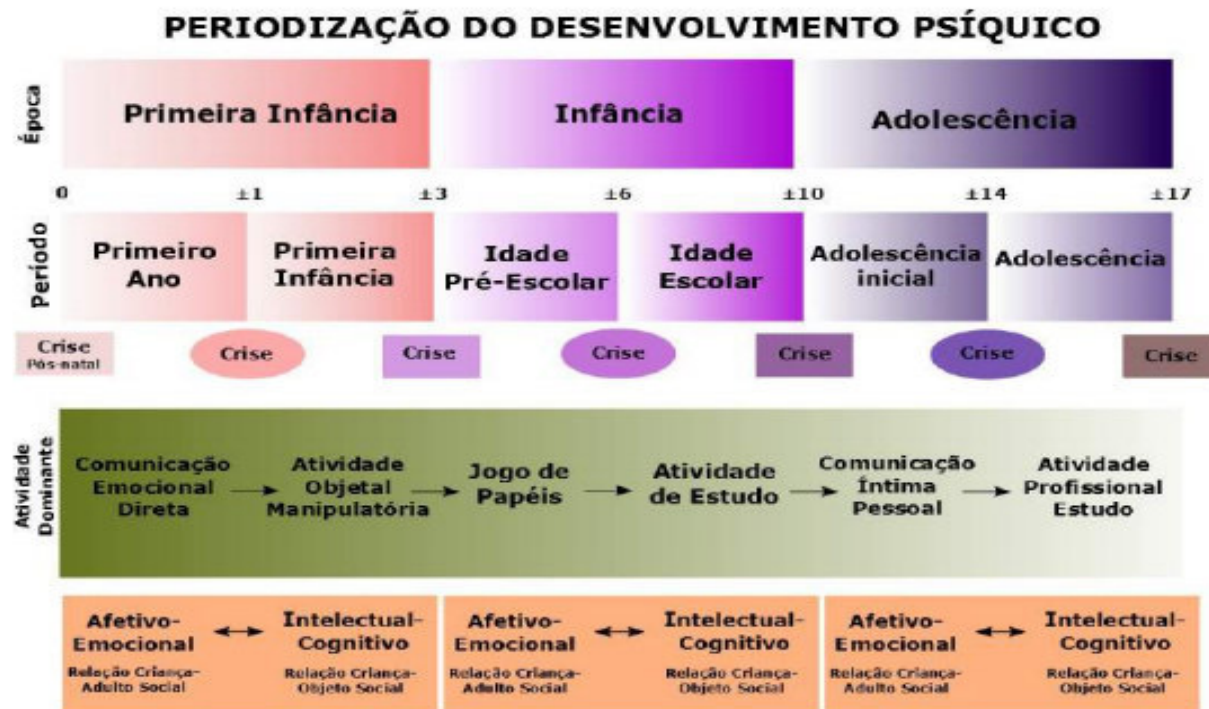 PERIODIZAÇÃO DO DESENVOLVIMENTO PSÍQUICO
Época
Primeira Infância
Infância
Adolescência
0
±1
±3
±6
±10
±14
±17
Período
Primeiro
Ano
Primeira
Infância
Idade
Pré-Escolar
Idade
Escolar
Adolescência
inicial
Adolescência
Crise
Pós-natal
Crise
Crise
Crise
Crise
Crise
Crise
Atividade
Dominante
Comunicação
Emocional
Direta
Atividade
Objetal
Manipulatória
Jogo de
Papéis
Atividade
de Estudo
Comunicação
Íntima
Pessoal
Atividade
Profissional
Estudo
Afetivo-
Emocional
Relação Criança-
Adulto Social
Intelectual-
Cognitivo
Relação Criança-
Objeto Social
Afetivo-
Emocional
Relação Criança-
Adulto Social
Intelectual-
Cognitivo
Relação Criança-
Objeto Social
Afetivo-
Emocional
Relação Criança-
Adulto Social
Intelectual-
Cognitivo
Relação Criança-
Objeto Social